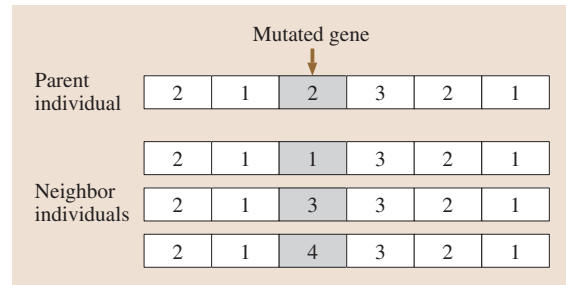 Mutated gene
Parent
individual
2 1 2 3 2 1
2 1 1 3 2 1
Neighbor
individuals
2 1 3 3 2 1
2 1 4 3 2 1